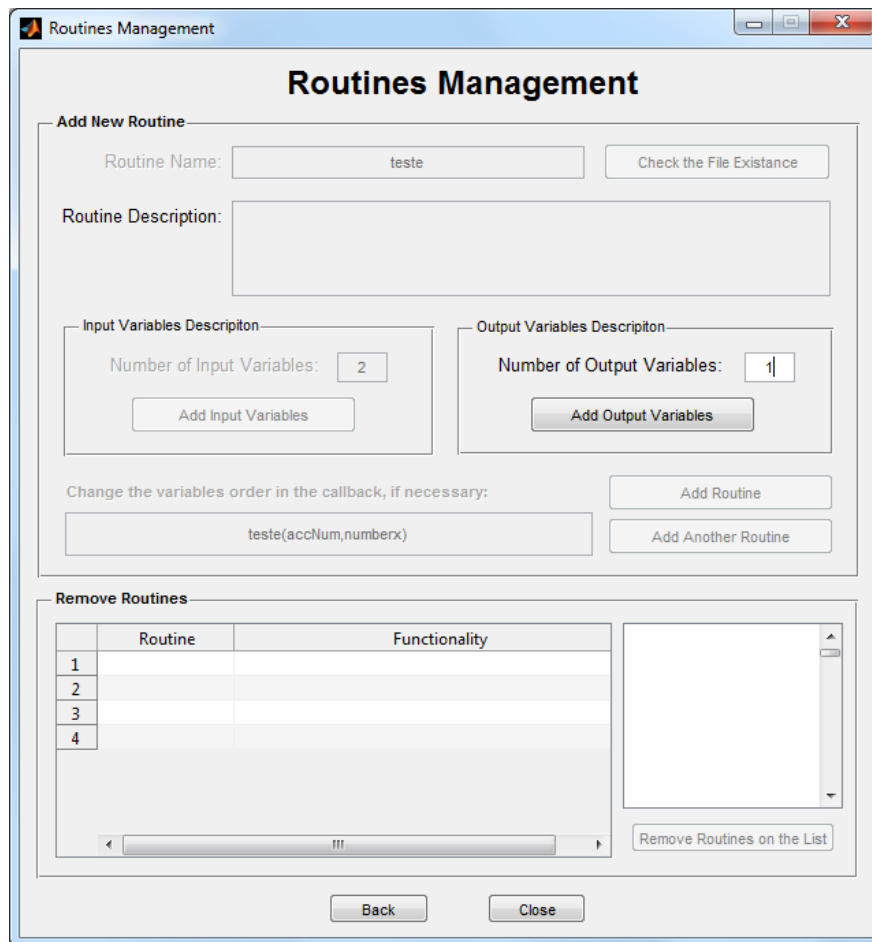 Routines Management
Routines Management
Add New Routine
Routine Name:
teste
Check the File Existance
Routine Description:
Input Variables Descripiton
Number of Input Variables:
2
Add Input Variables
Output Variables Descripiton
Number of Output Variables:
1
Add Output Variables
Change the variables order in the callback, if necessary:
Add Routine
teste(accNum,numberx)
Add Another Routine
Remove Routines
Routine Functionality
1
2
3
4
Remove Routines on the List
Back
Close